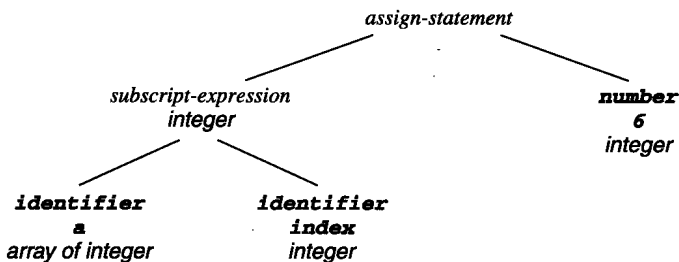 assign-statement
subscript-expression
integer
number
6
integer
identifier
a
array of integer
identifier
index
integer